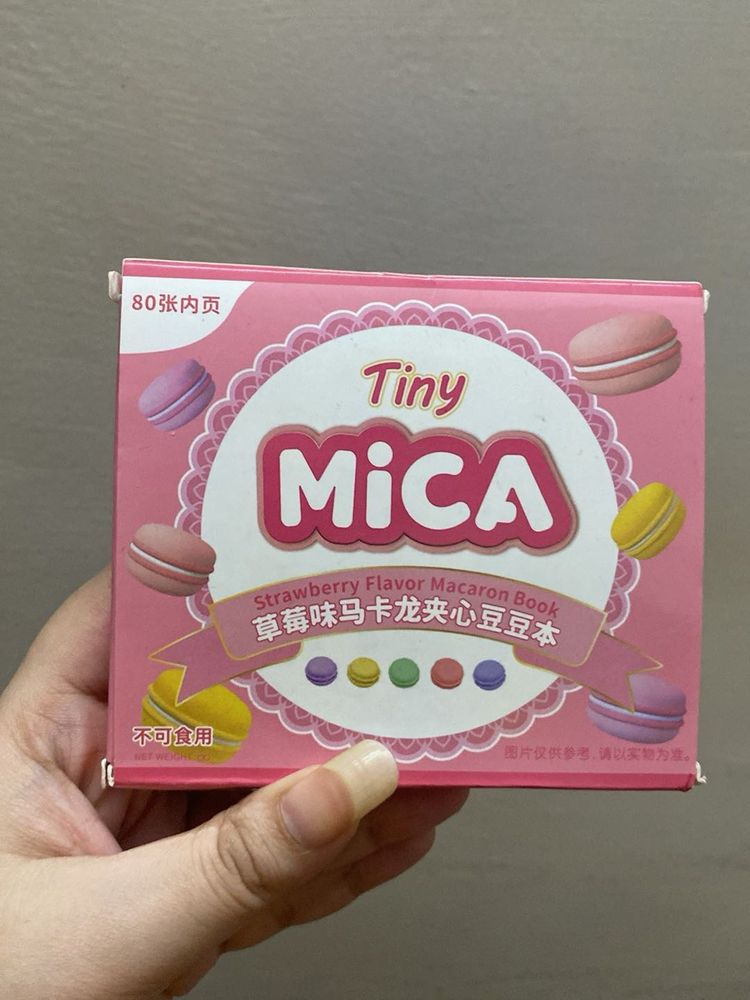 80张内页
Tiny
MiCA
Strawberry Flavor Macaron Book
草莓味马卡龙夹心豆豆本
不可食用
NET WEIGHT:
图片仅供参考,请以实物为准。